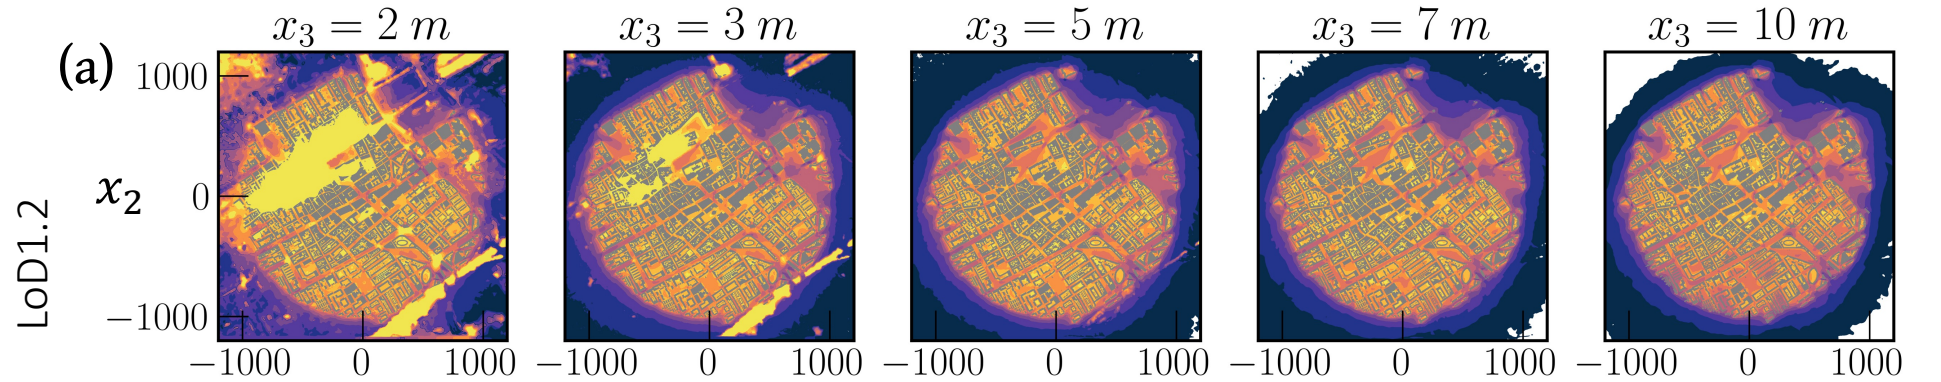 x₃ = 2 m
x₃ = 3 m
x₃ = 5 m
x₃ = 7 m
x₃ = 10 m
(a)
LoD1.2
x₂
1000
0
−1000
−1000 0 1000
−1000 0 1000
−1000 0 1000
−1000 0 1000
−1000 0 1000